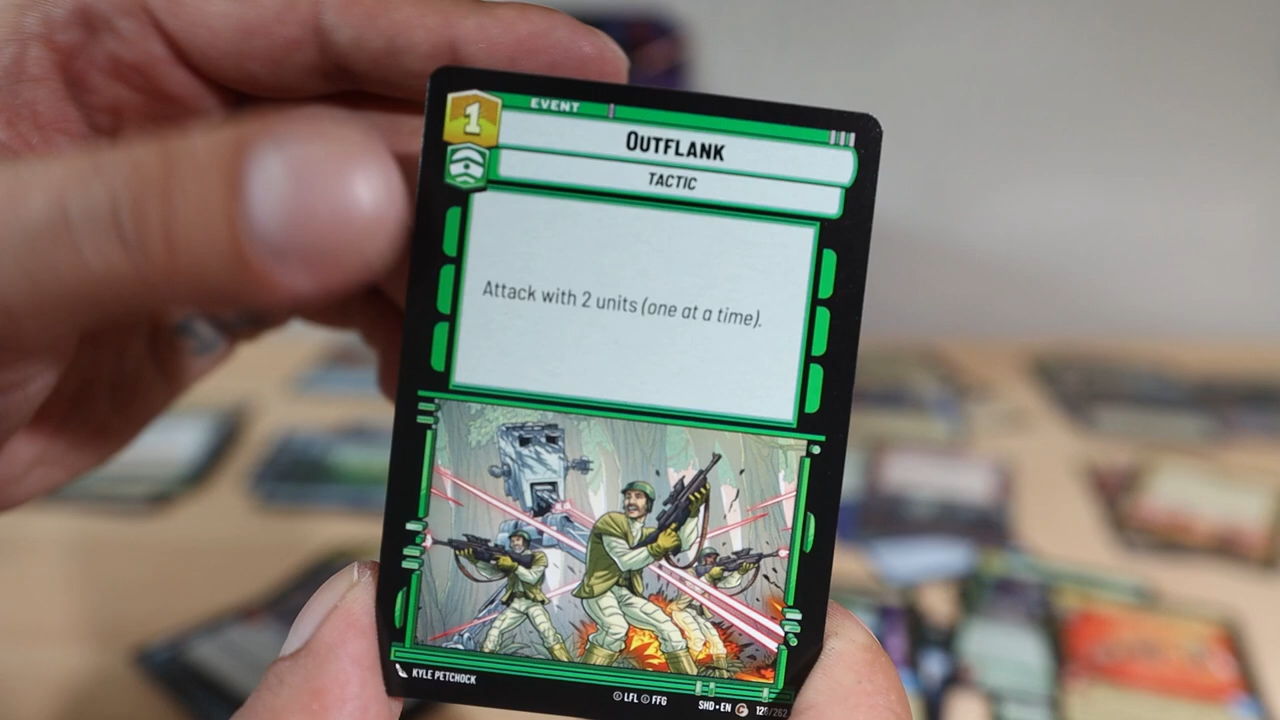 1
EVENT
OUTFLANK
TACTIC
Attack with 2 units (one at a time).
KYLE PETCHOCK
Ⓛ LFL Ⓛ FFG
SHD • EN C